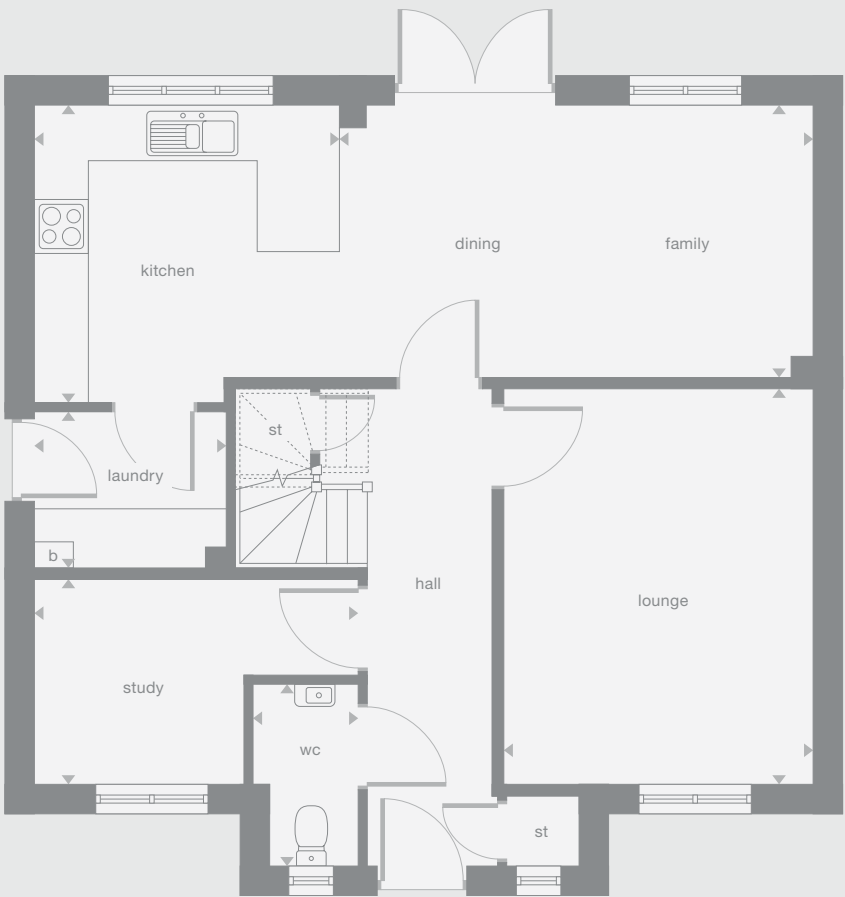 dining
family
kitchen
st
laundry
b
hall
lounge
study
wc
st